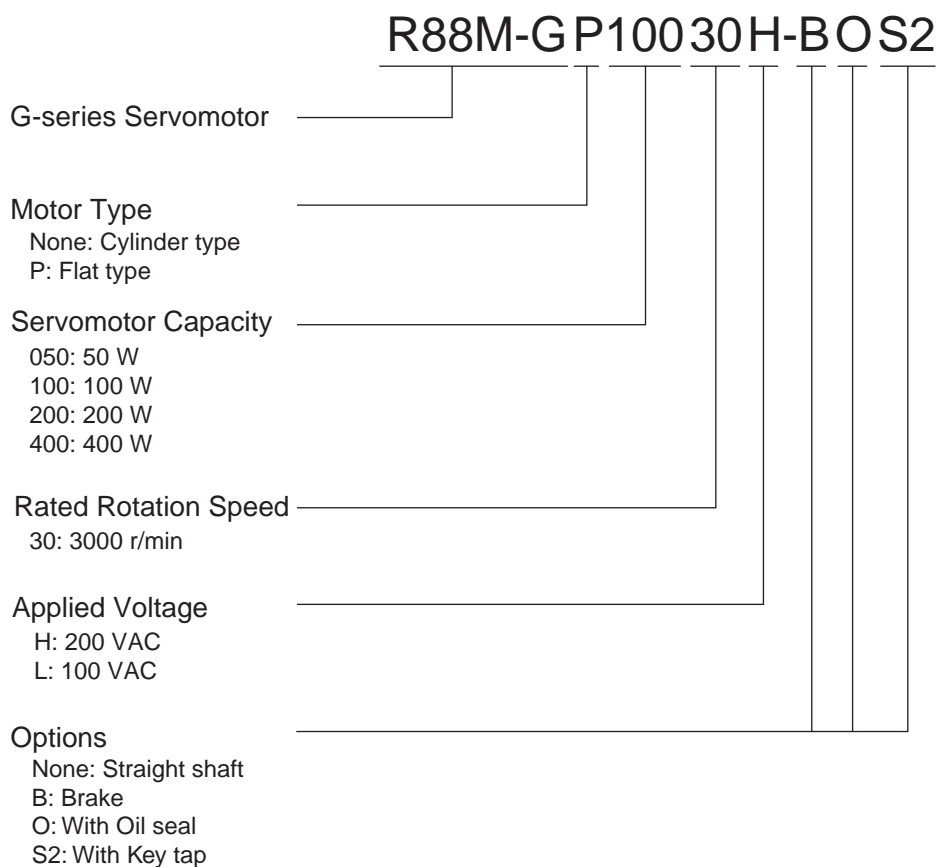 R88M-GP10030H-BOS2
G-series Servomotor
Motor Type
None: Cylinder type
P: Flat type
Servomotor Capacity
050: 50 W
100: 100 W
200: 200 W
400: 400 W
Rated Rotation Speed
30: 3000 r/min
Applied Voltage
H: 200 VAC
L: 100 VAC
Options
None: Straight shaft
B: Brake
O: With Oil seal
S2: With Key tap